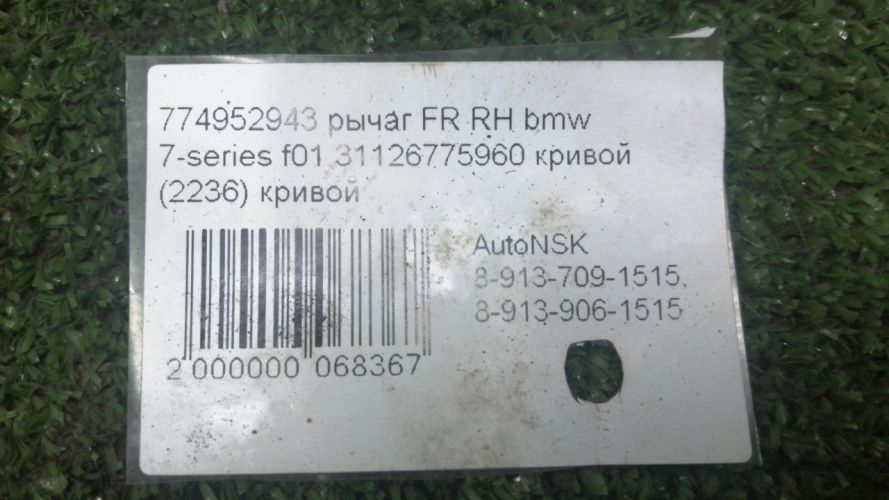 774952943 рычаг FR RH bmw
7-series f01 31126775960 кривой
(2236) кривой
AutoNSK
8-913-709-1515,
8-913-906-1515
2 000000 068367